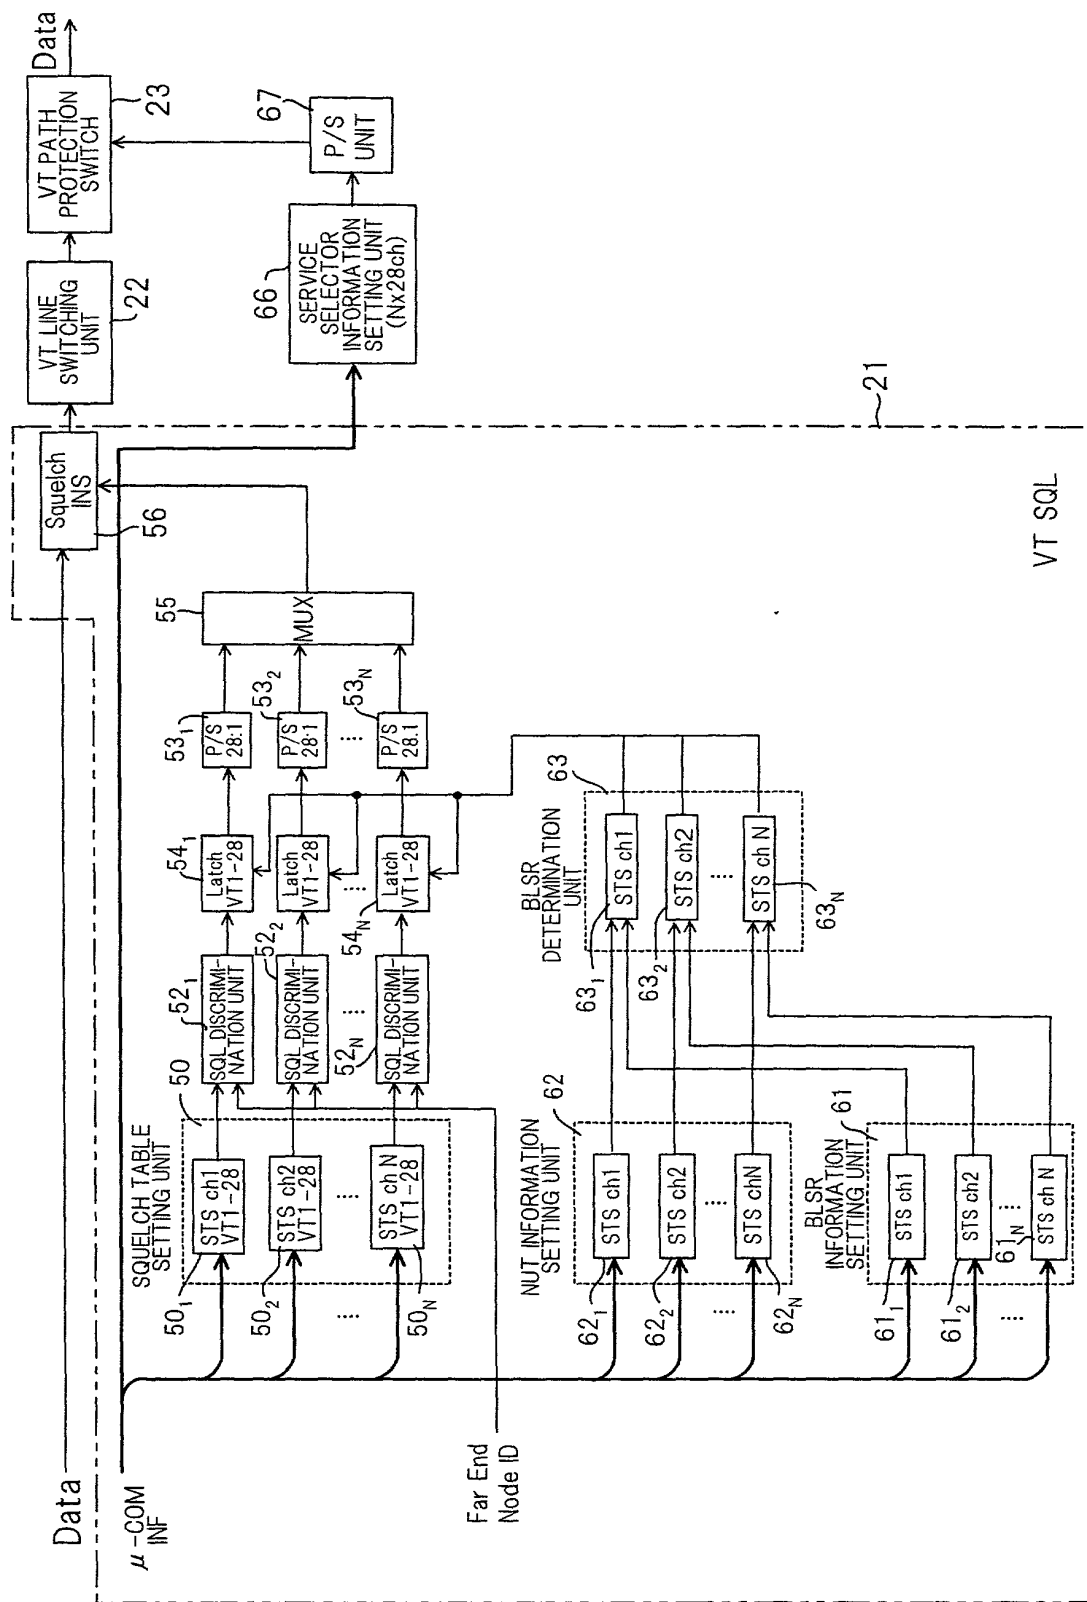 Data
μ-COM
INF
Far End
Node ID
SQUELCH TABLE
SETTING UNIT
50
STS ch1
VT1-28
50₁
STS ch2
VT1-28
50₂
......
......
STS ch N
VT1-28
50N
SQL DISCRIMI-
NATION UNIT
52₁
SQL DISCRIMI-
NATION UNIT
52₂
......
SQL DISCRIMI-
NATION UNIT
52N
Latch
VT1-28
54₁
Latch
VT1-28
......
Latch
VT1-28
54N
P/S
28:1
53₁
P/S
28:1
53₂
......
P/S
28.1
53N
MUX
55
Squelch
INS
56
VT LINE
SWITCHING
UNIT
22
VT PATH
PROTECTION
SWITCH
23
Data
SERVICE
SELECTOR
INFORMATION
SETTING UNIT
(Nx28ch)
66
P/S
UNIT
67
21
VT SQL
NUT INFORMATION
SETTING UNIT
62
STS ch1
62₁
STS ch2
62₂
......
......
STS chN
62N
BLSR
INFORMATION
SETTING UNIT
61
STS ch1
61₁
STS ch2
61₂
......
......
STS ch N
61N
BLSR
DETERMINATION
UNIT
63
STS ch1
63₁
STS ch2
63₂
......
STS ch N
63N